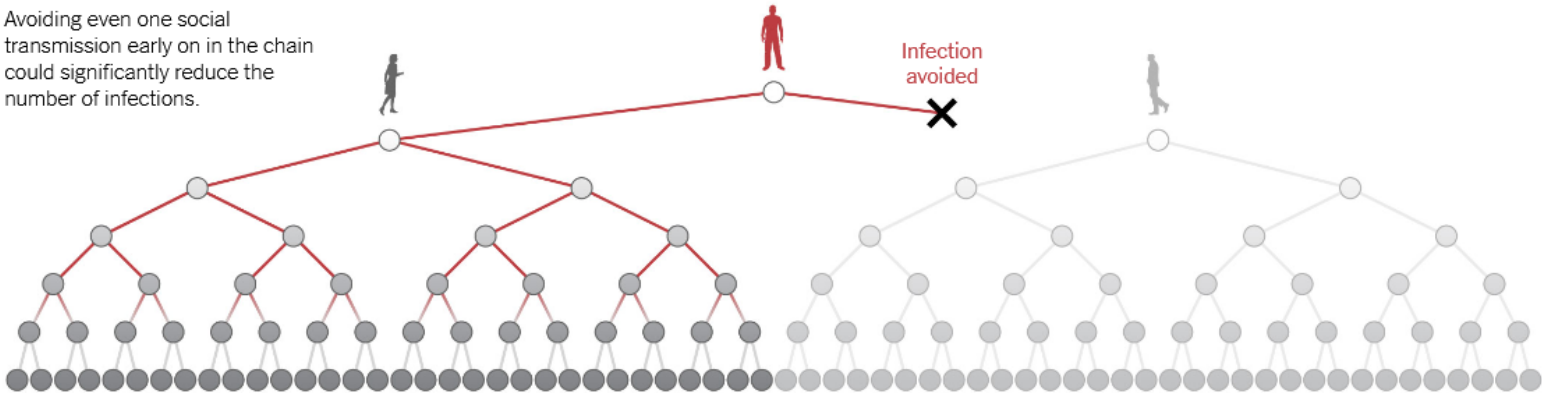 Avoiding even one social
transmission early on in the chain
could significantly reduce the
number of infections.
Infection
avoided